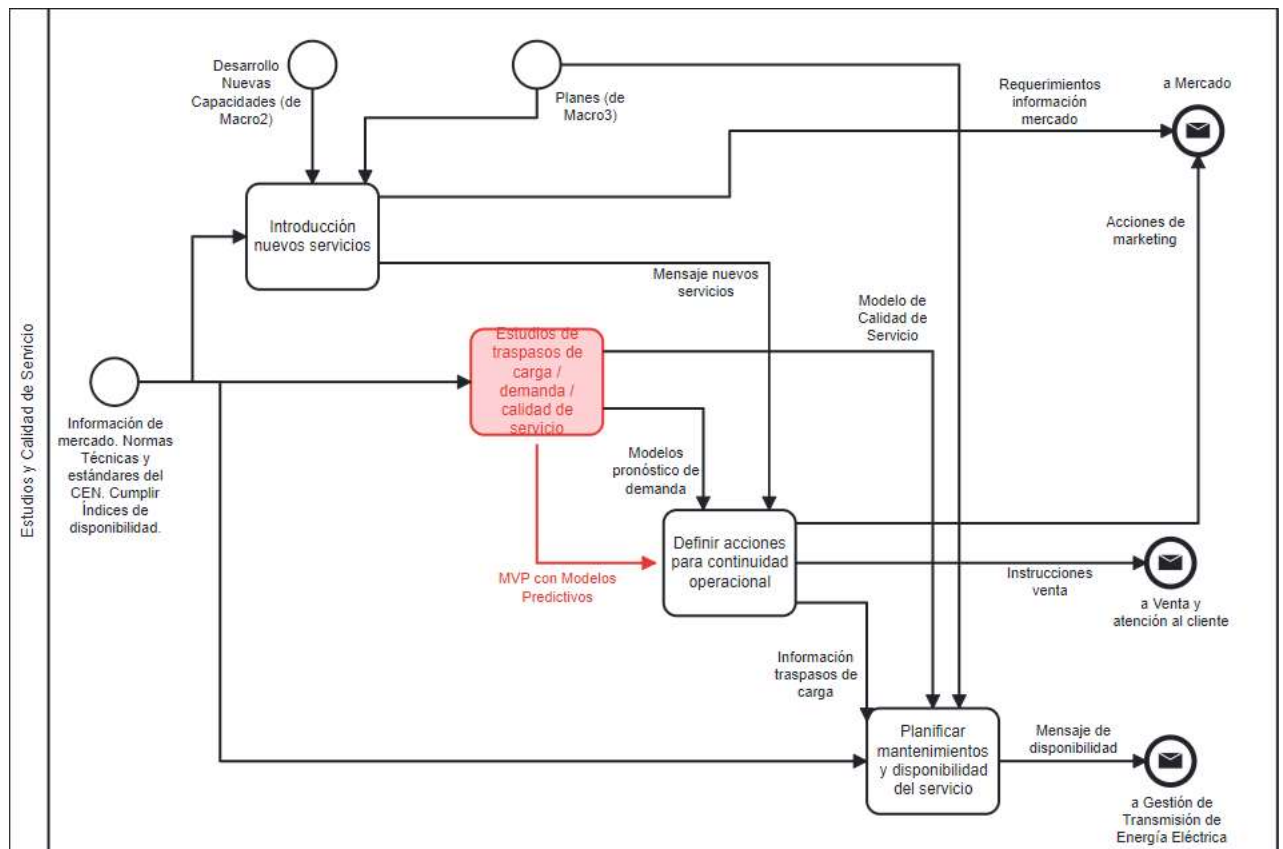 Estudios y Calidad de Servicio
Desarrollo
Nuevas
Capacidades (de
Macro2)
Planes (de
Macro3)
Requerimientos
información
mercado
a Mercado
Introducción
nuevos servicios
Acciones de
marketing
Mensaje nuevos
servicios
Modelo de
Calidad de
Servicio
Estudios de
traspasos de
carga /
demanda /
calidad de
servicio
Información de
mercado. Normas
Técnicas y
estándares del
CEN. Cumplir
Índices de
disponibilidad.
Modelos
pronóstico de
demanda
MVP con Modelos
Predictivos
Definir acciones
para continuidad
operacional
Instrucciones
venta
a Venta y
atención al cliente
Información
traspasos de
carga
Planificar
mantenimientos
y disponibilidad
del servicio
Mensaje de
disponibilidad
a Gestión de
Transmisión de
Energía Eléctrica